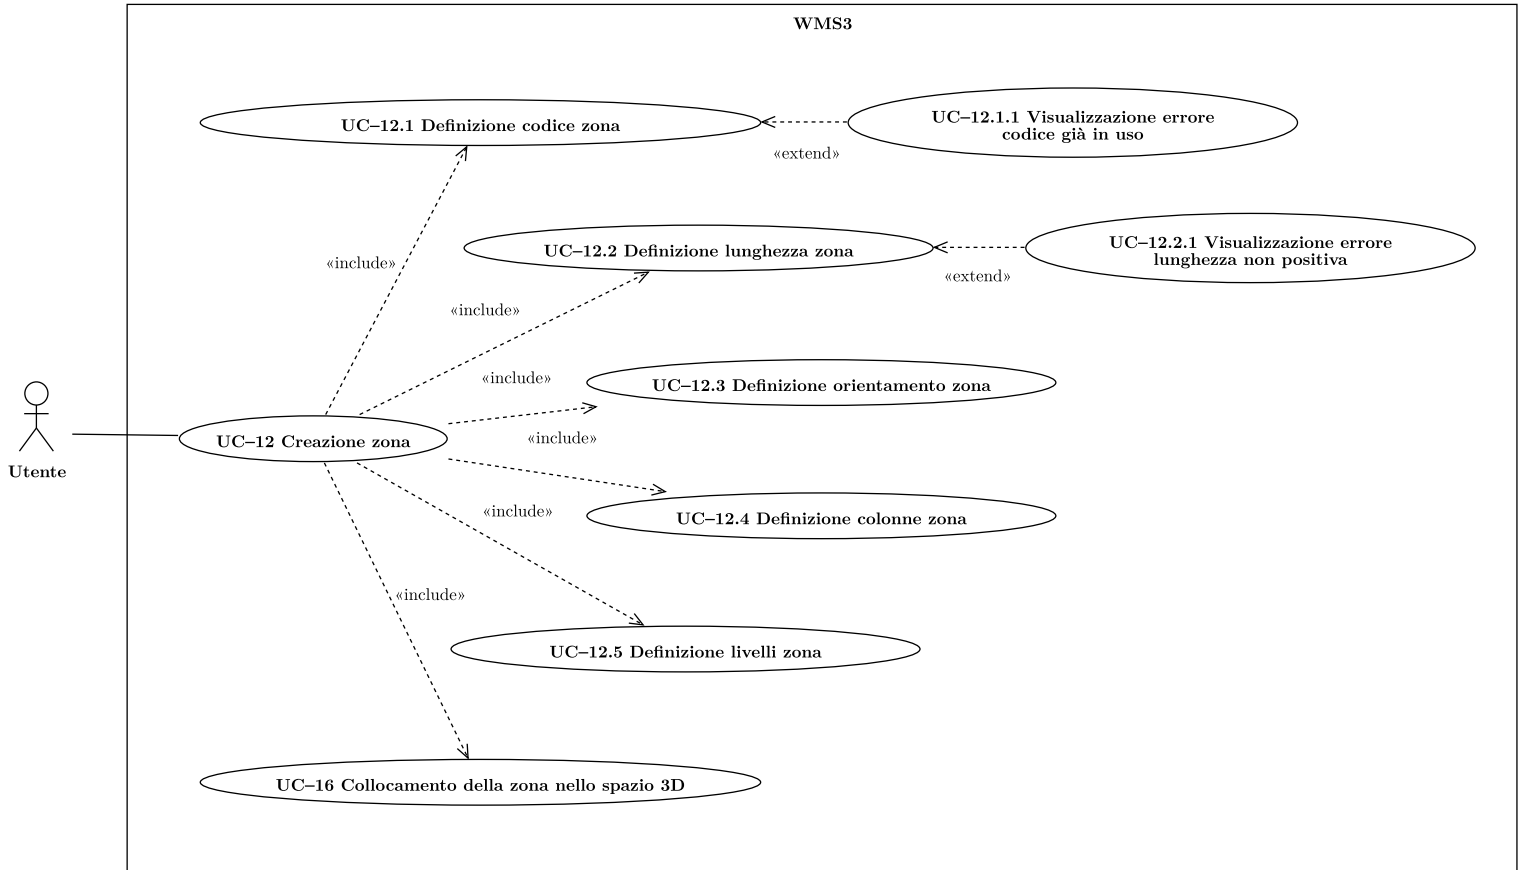 WMS3
UC–12.1 Definizione codice zona
UC–12.1.1 Visualizzazione errore
codice già in uso
«extend»
UC–12.2 Definizione lunghezza zona
UC–12.2.1 Visualizzazione errore
lunghezza non positiva
«include»
«extend»
«include»
«include»
UC–12.3 Definizione orientamento zona
UC–12 Creazione zona
«include»
Utente
«include»
UC–12.4 Definizione colonne zona
«include»
UC–12.5 Definizione livelli zona
UC–16 Collocamento della zona nello spazio 3D